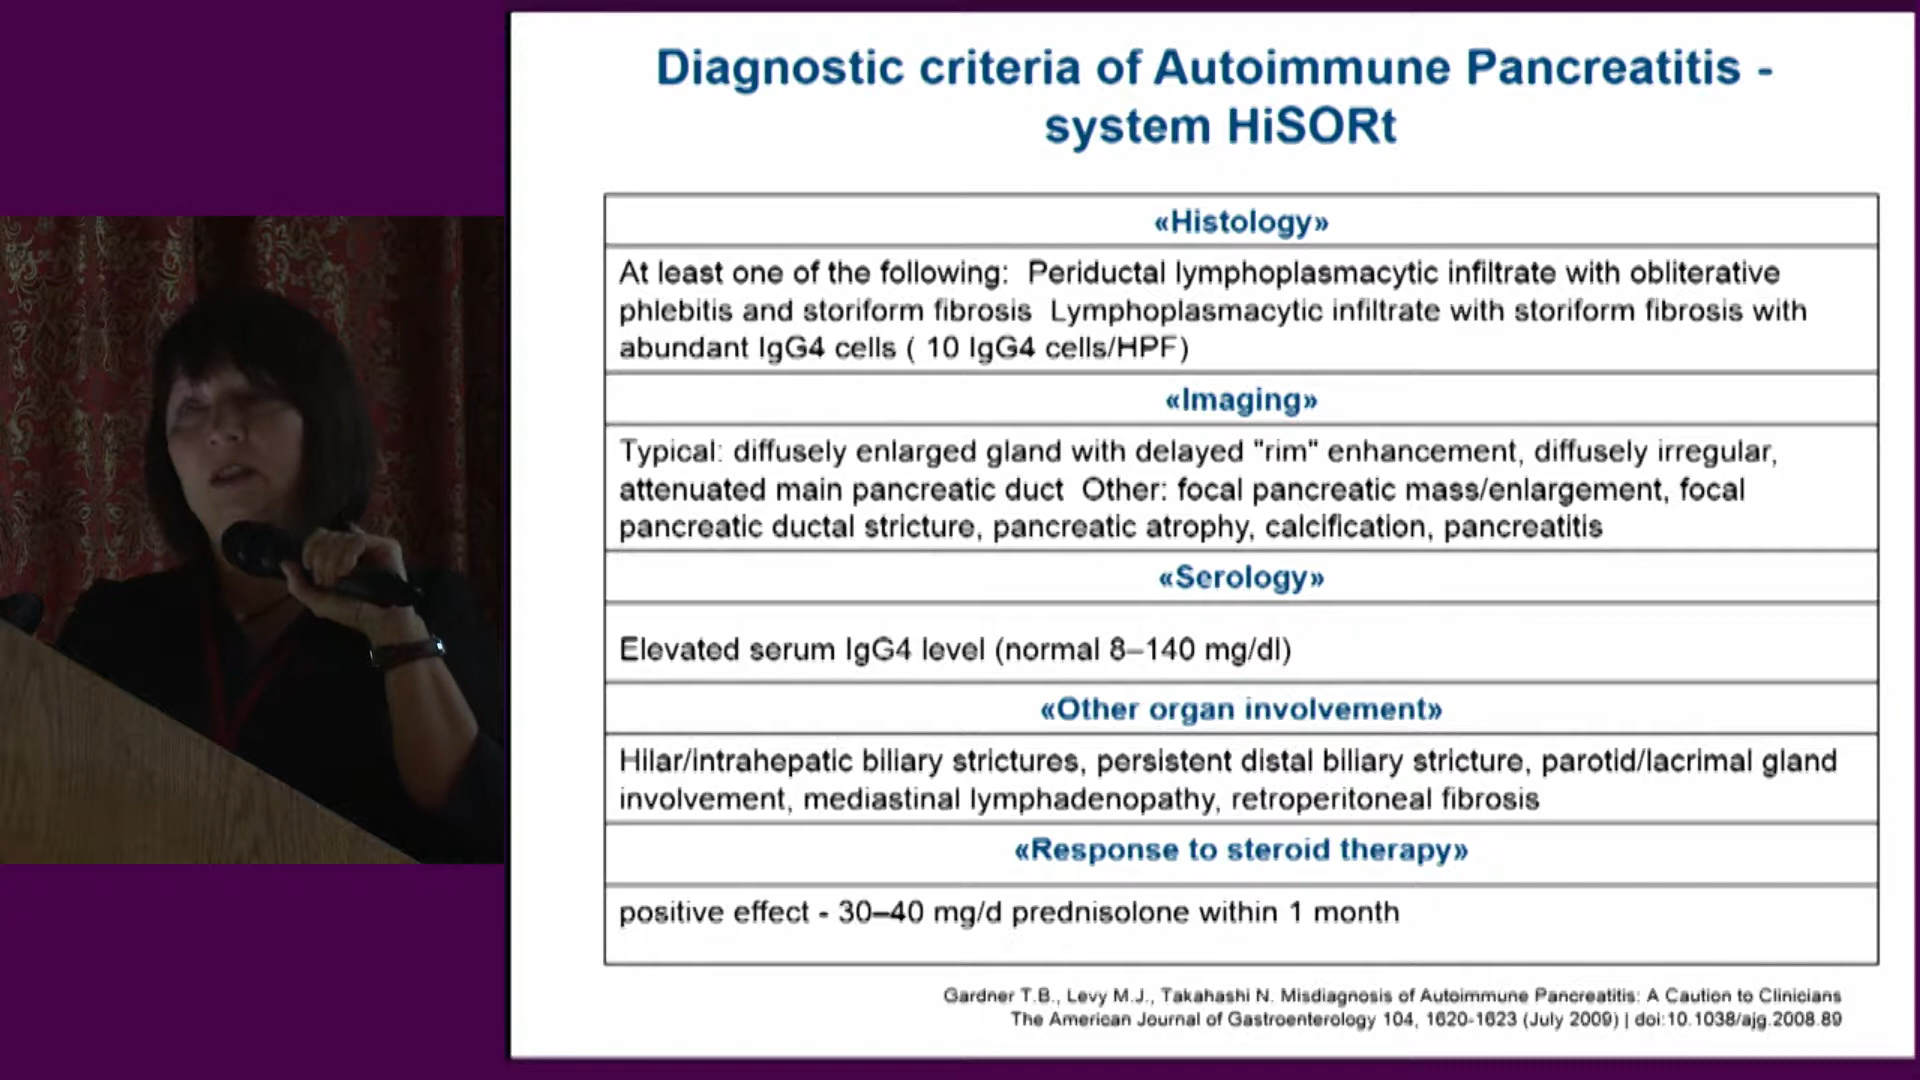 Diagnostic criteria of Autoimmune Pancreatitis -
system HiSORt
«Histology»
At least one of the following: Periductal lymphoplasmacytic infiltrate with obliterative
phlebitis and storiform fibrosis Lymphoplasmacytic infiltrate with storiform fibrosis with
abundant IgG4 cells ( 10 IgG4 cells/HPF)
«Imaging»
Typical: diffusely enlarged gland with delayed "rim" enhancement, diffusely irregular,
attenuated main pancreatic duct Other: focal pancreatic mass/enlargement, focal
pancreatic ductal stricture, pancreatic atrophy, calcification, pancreatitis
«Serology»
Elevated serum IgG4 level (normal 8–140 mg/dl)
«Other organ involvement»
Hilar/intrahepatic biliary strictures, persistent distal biliary stricture, parotid/lacrimal gland
involvement, mediastinal lymphadenopathy, retroperitoneal fibrosis
«Response to steroid therapy»
positive effect - 30–40 mg/d prednisolone within 1 month
Gardner T.B., Levy M.J., Takahashi N. Misdiagnosis of Autoimmune Pancreatitis: A Caution to Clinicians
The American Journal of Gastroenterology 104, 1620-1623 (July 2009) | doi:10.1038/ajg.2008.89